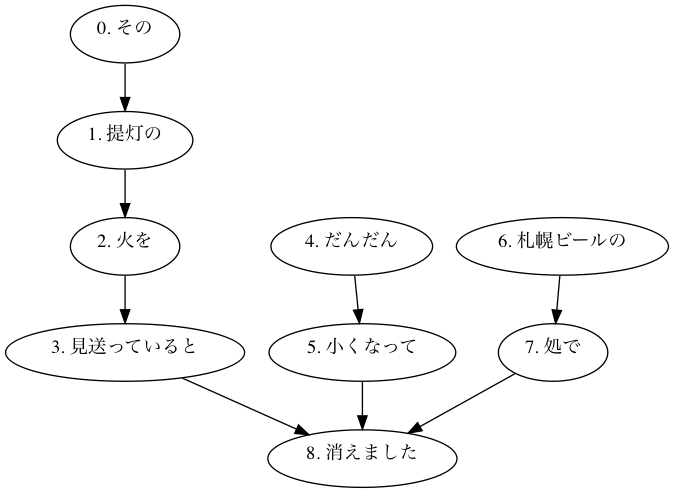 0. その
1. 提灯の
2. 火を
4. だんだん
6. 札幌ビールの
3. 見送っていると
5. 小くなって
7. 処で
8. 消えました